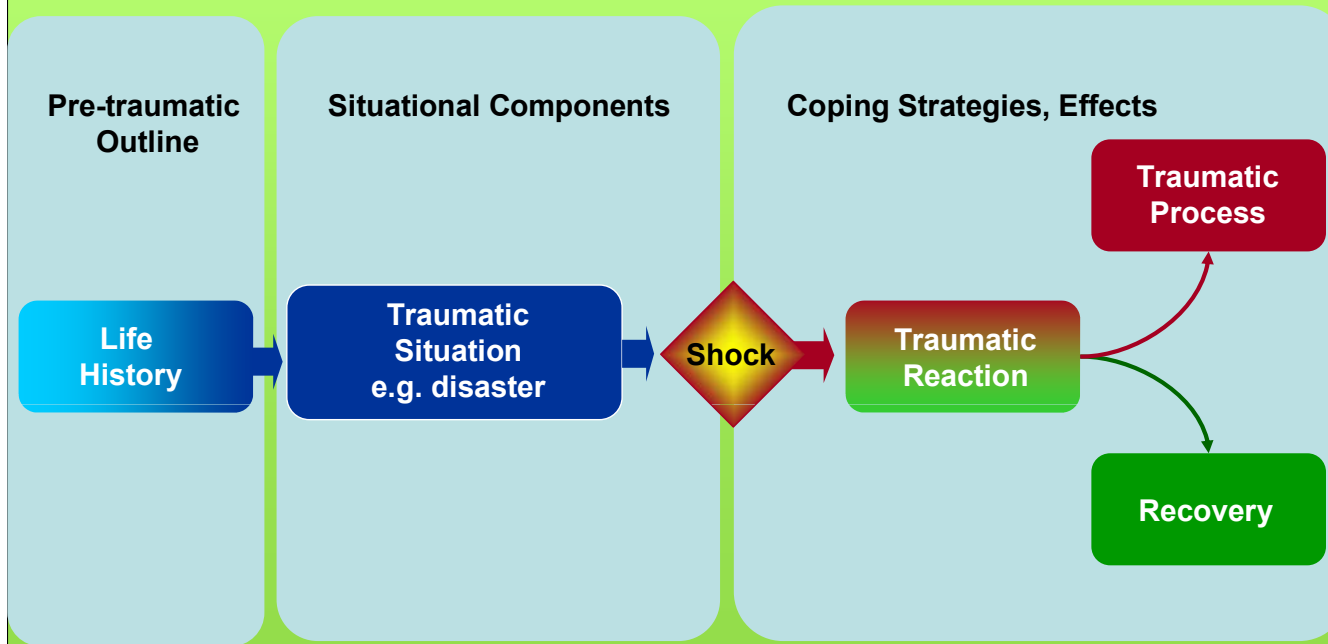 Pre-traumatic
Outline
Situational Components
Coping Strategies, Effects
Traumatic
Process
Life
History
Traumatic
Situation
e.g. disaster
Shock
Traumatic
Reaction
Recovery